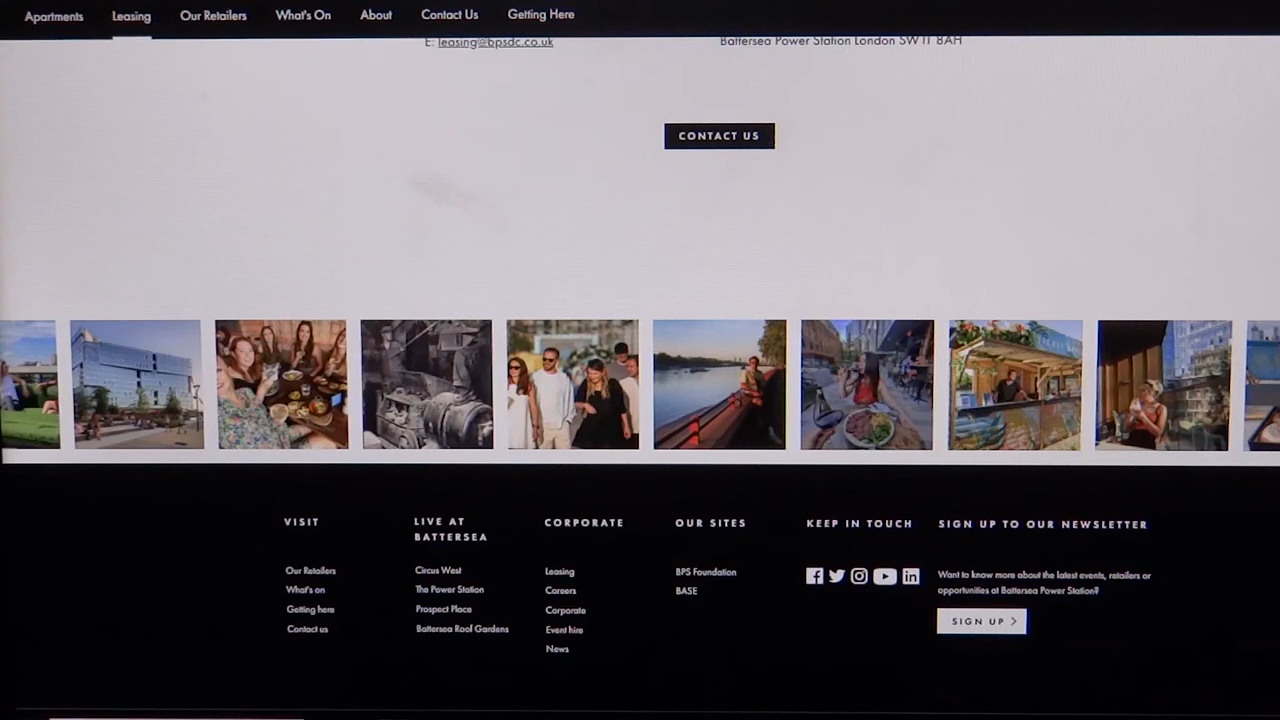 Apartments Leasing Our Retailers What's On About Contact Us Getting Here
E: leasing@bpsdc.co.uk
Battersea Power Station London SW11 8AH
CONTACT US
VISIT
Our Retailers
What's on
Getting here
Contact us
LIVE AT
BATTERSEA
Circus West
The Power Station
Prospect Place
Battersea Roof Gardens
CORPORATE
Leasing
Careers
Corporate
Event hire
News
OUR SITES
BPS Foundation
BASE
KEEP IN TOUCH
SIGN UP TO OUR NEWSLETTER
Want to know more about the latest events, retailers or
opportunities at Battersea Power Station?
SIGN UP >